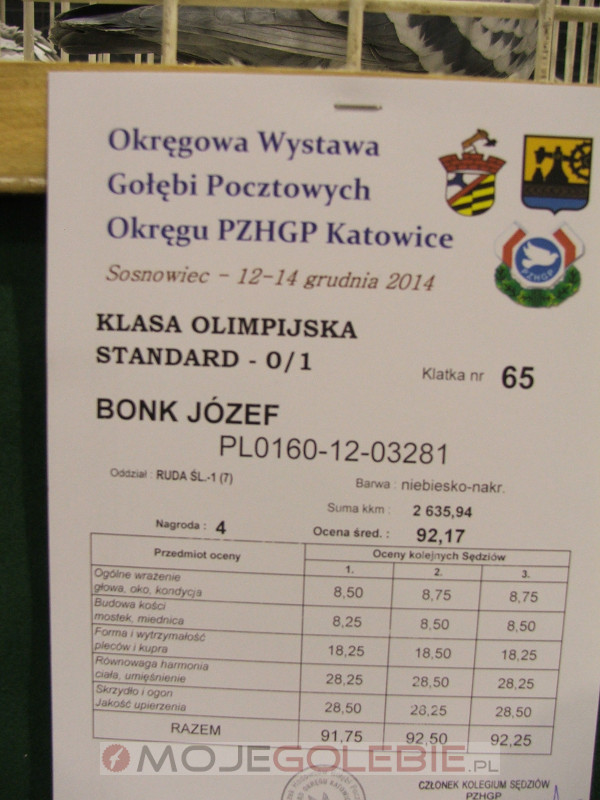 Okręgowa Wystawa
Gołębi Pocztowych
Okręgu PZHGP Katowice
PZHGP
Sosnowiec - 12-14 grudnia 2014
KLASA OLIMPIJSKA
STANDARD - 0/1
Klatka nr 65
BONK JÓZEF
PL0160-12-03281
Oddział : RUDA ŚL.-1 (7)
Barwa : niebiesko-nakr.
Suma kkm : 2 635,94
Nagroda : 4 Ocena śred. : 92,17
Przedmiot oceny Oceny kolejnych Sędziów
1. 2. 3.
Ogólne wrażenie
głowa, oko, kondycja 8,50 8,75 8,75
Budowa kości
mostek, miednica 8,25 8,50 8,50
Forma i wytrzymałość
pleców i kupra 18,25 18,50 18,25
Równowaga harmonia
ciała, umięśnienie 28,25 28,50 28,25
Skrzydło i ogon
Jakość upierzenia 28,50 28,25 28,50
RAZEM 91,75 92,50 92,25
MOJEGOLEBIE.PL
CZŁONEK KOLEGIUM SĘDZIÓW
PZHGP